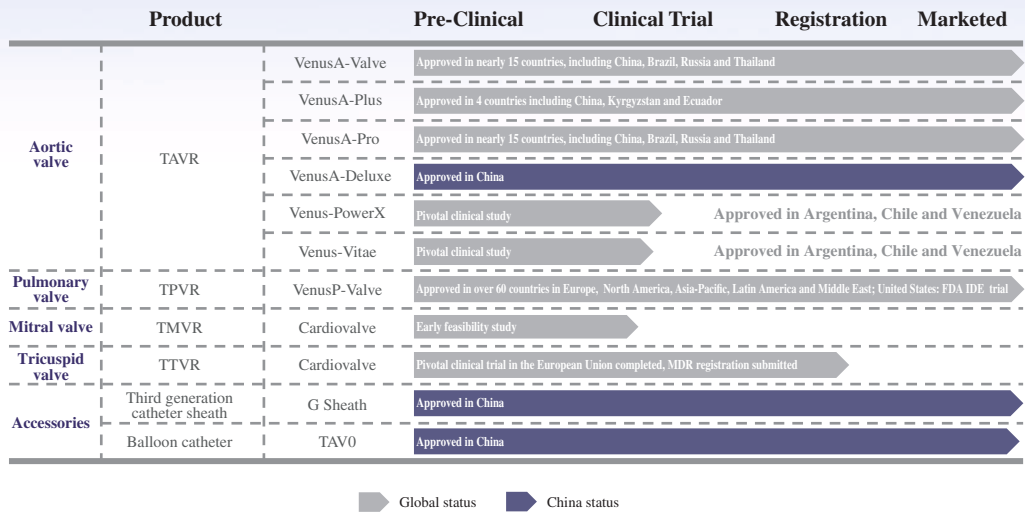 Product Pre-Clinical Clinical Trial Registration Marketed
Aortic
valve
TAVR
VenusA-Valve Approved in nearly 15 countries, including China, Brazil, Russia and Thailand
VenusA-Plus Approved in 4 countries including China, Kyrgyzstan and Ecuador
VenusA-Pro Approved in nearly 15 countries, including China, Brazil, Russia and Thailand
VenusA-Deluxe Approved in China
Venus-PowerX Pivotal clinical study Approved in Argentina, Chile and Venezuela
Venus-Vitae Pivotal clinical study Approved in Argentina, Chile and Venezuela
Pulmonary
valve
TPVR VenusP-Valve Approved in over 60 countries in Europe, North America, Asia-Pacific, Latin America and Middle East; United States: FDA IDE trial
Mitral valve TMVR Cardiovalve Early feasibility study
Tricuspid
valve
TTVR Cardiovalve Pivotal clinical trial in the European Union completed, MDR registration submitted
Accessories
Third generation
catheter sheath
G Sheath Approved in China
Balloon catheter TAV0 Approved in China
Global status China status